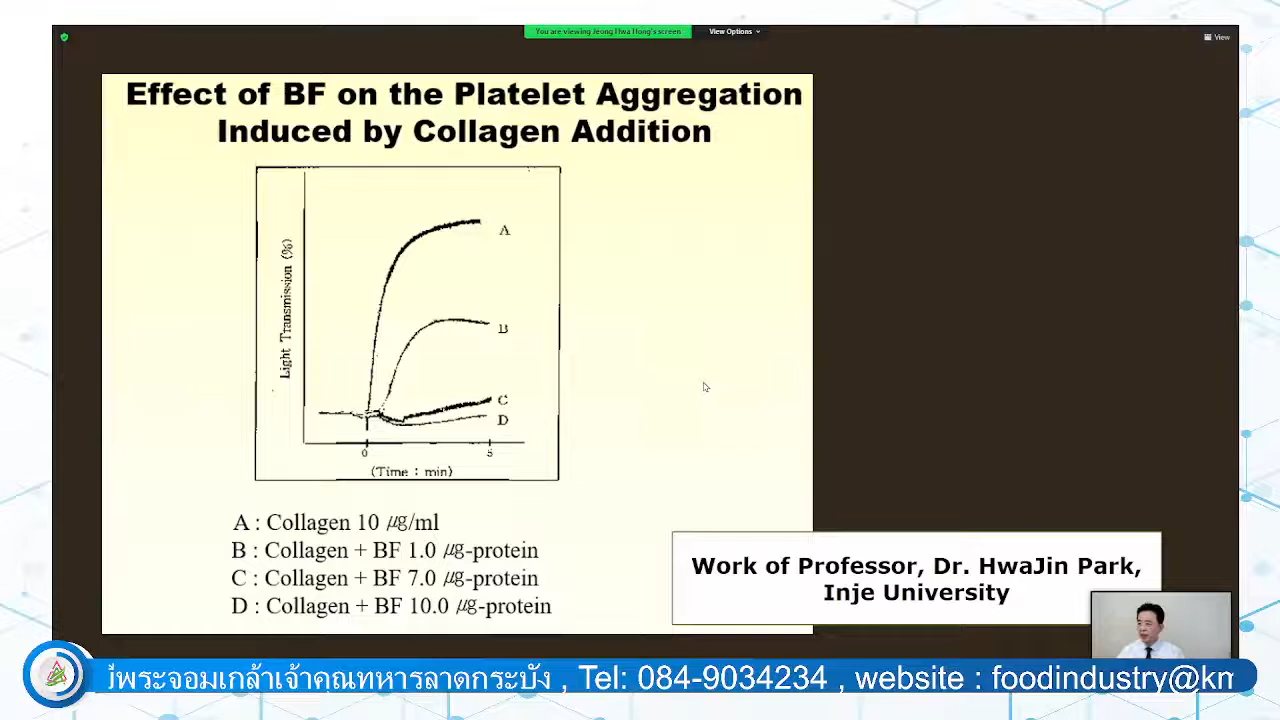 You are viewing Jeong Hwa Hong's screen
View Options
View
Effect of BF on the Platelet Aggregation
Induced by Collagen Addition
Light Transmission (%)
A
B
C
D
0
5
(Time : min)
A : Collagen 10 ㎍/ml
B : Collagen + BF 1.0 ㎍-protein
C : Collagen + BF 7.0 ㎍-protein
D : Collagen + BF 10.0 ㎍-protein
Work of Professor, Dr. HwaJin Park,
Inje University
พระจอมเกล้าเจ้าคุณทหารลาดกระบัง , Tel: 084-9034234 , website : foodindustry@kn